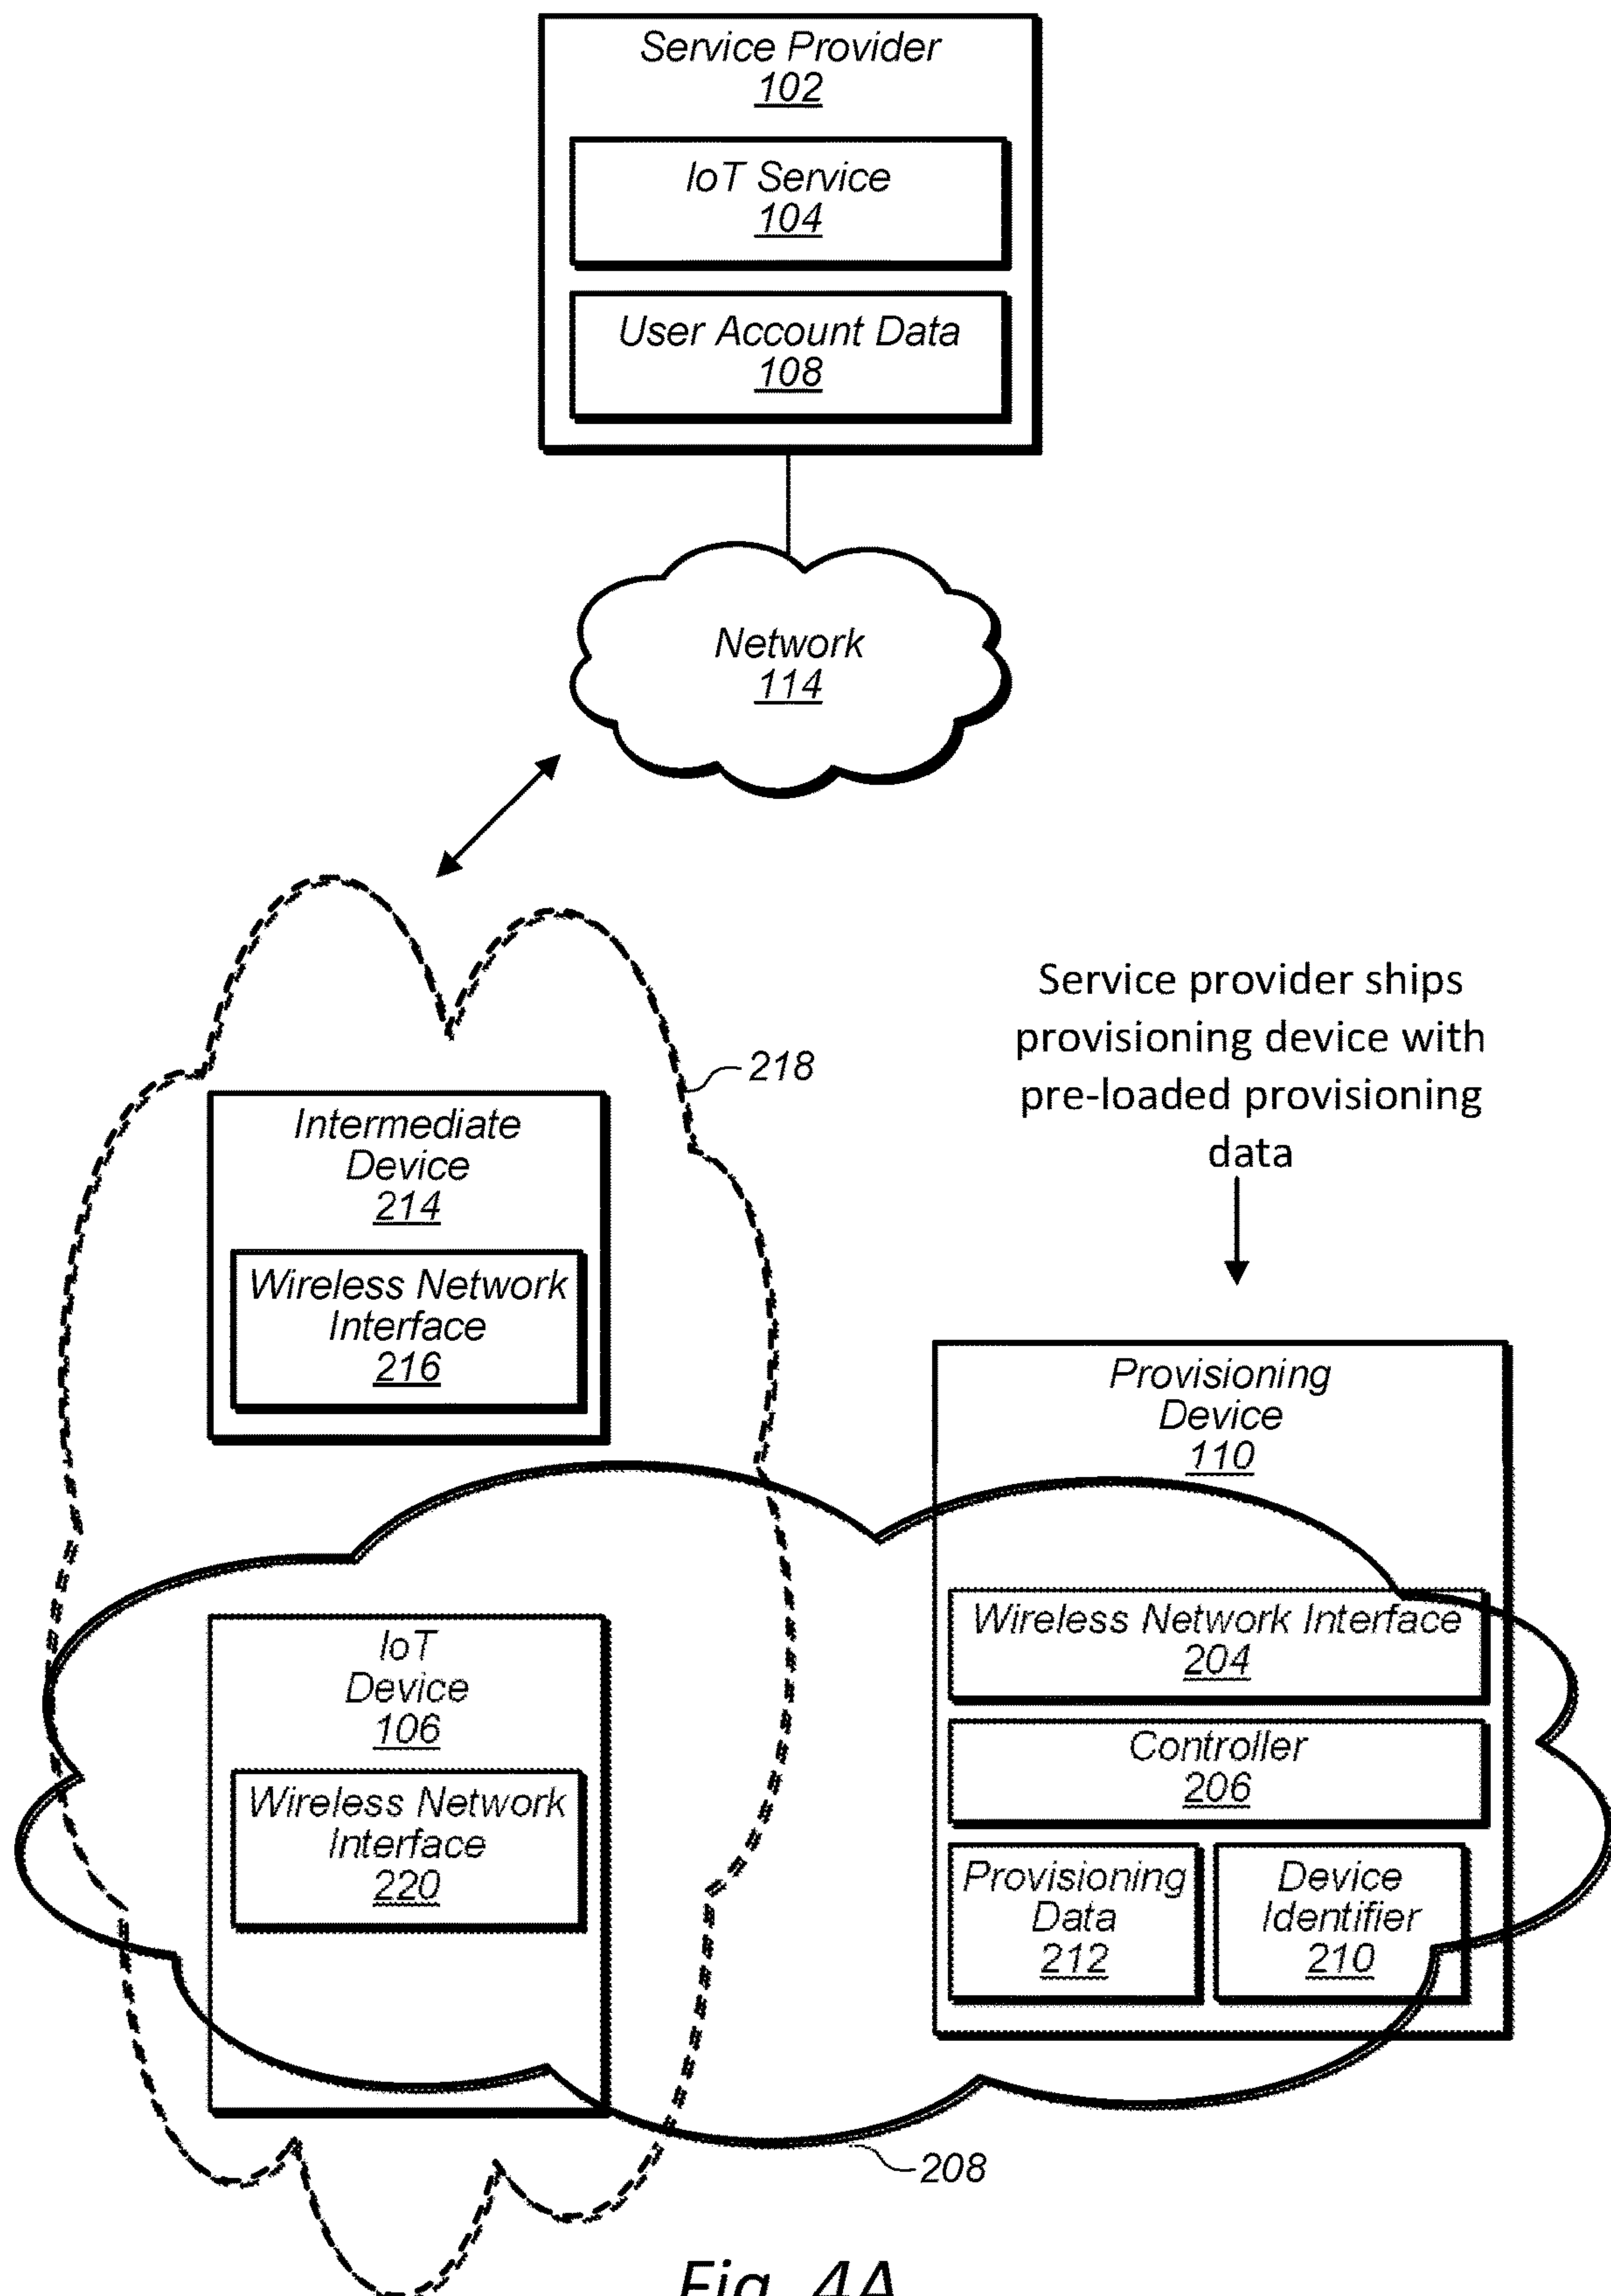 Service Provider
102
IoT Service
104
User Account Data
108
Network
114
218
Service provider ships
provisioning device with
pre-loaded provisioning
data
Intermediate
Device
214
Wireless Network
Interface
216
Provisioning
Device
110
Wireless Network Interface
204
Controller
206
Provisioning
Data
212
Device
Identifier
210
IoT
Device
106
Wireless Network
Interface
220
208
Fig. 4A